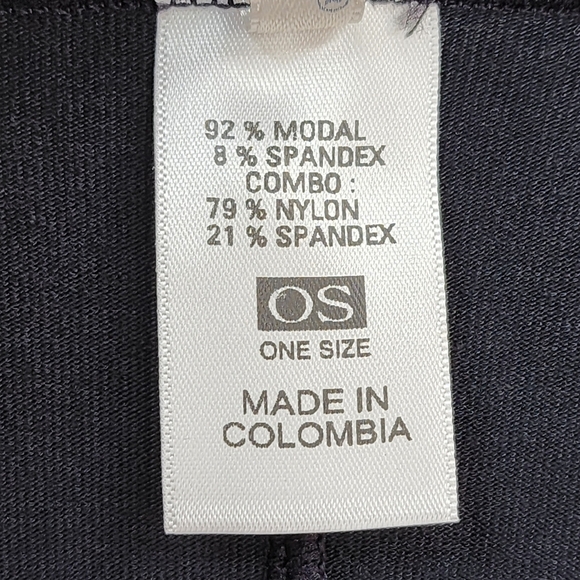 92 % MODAL
8 % SPANDEX
COMBO :
79 % NYLON
21 % SPANDEX
OS
ONE SIZE
MADE IN
COLOMBIA